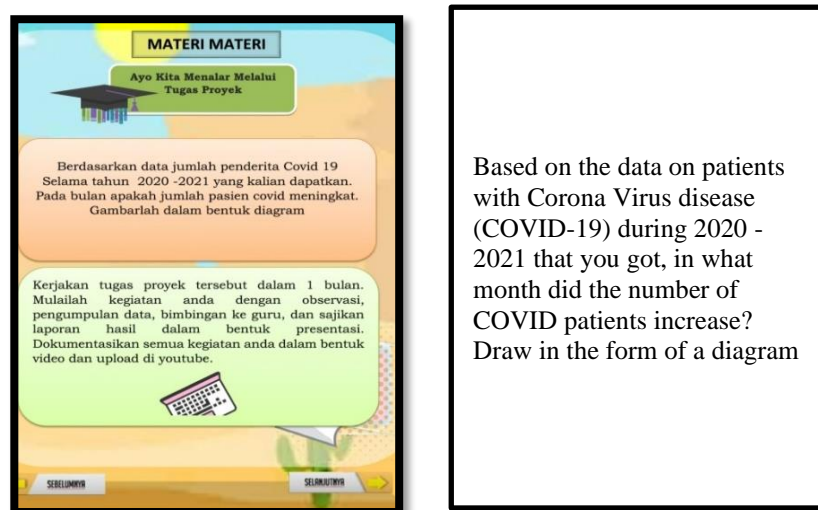 MATERI MATERI
Ayo Kita Menalar Melalui
Tugas Proyek
Berdasarkan data jumlah penderita Covid 19
Selama tahun 2020 -2021 yang kalian dapatkan.
Pada bulan apakah jumlah pasien covid meningkat.
Gambarlah dalam bentuk diagram
Kerjakan tugas proyek tersebut dalam 1 bulan.
Mulailah kegiatan anda dengan observasi,
pengumpulan data, bimbingan ke guru, dan sajikan
laporan hasil dalam bentuk presentasi.
Dokumentasikan semua kegiatan anda dalam bentuk
video dan upload di youtube.
SEBELUMNYA
SELANJUTNYA
Based on the data on patients
with Corona Virus disease
(COVID-19) during 2020 -
2021 that you got, in what
month did the number of
COVID patients increase?
Draw in the form of a diagram